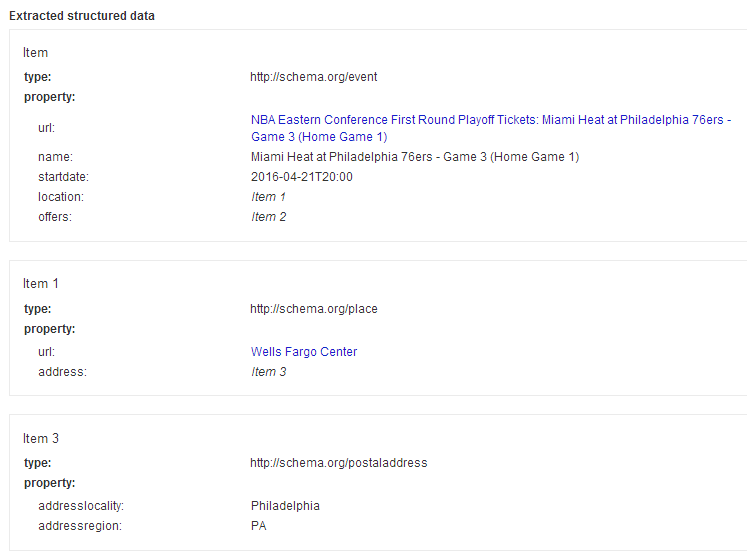 Extracted structured data
Item
type: http://schema.org/event
property:
url: NBA Eastern Conference First Round Playoff Tickets: Miami Heat at Philadelphia 76ers -
Game 3 (Home Game 1)
name: Miami Heat at Philadelphia 76ers - Game 3 (Home Game 1)
startdate: 2016-04-21T20:00
location: Item 1
offers: Item 2
Item 1
type: http://schema.org/place
property:
url: Wells Fargo Center
address: Item 3
Item 3
type: http://schema.org/postaladdress
property:
addresslocality: Philadelphia
addressregion: PA